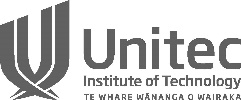 Unitec
Institute of Technology
TE WHARE WĀNANGA O WAIRAKA